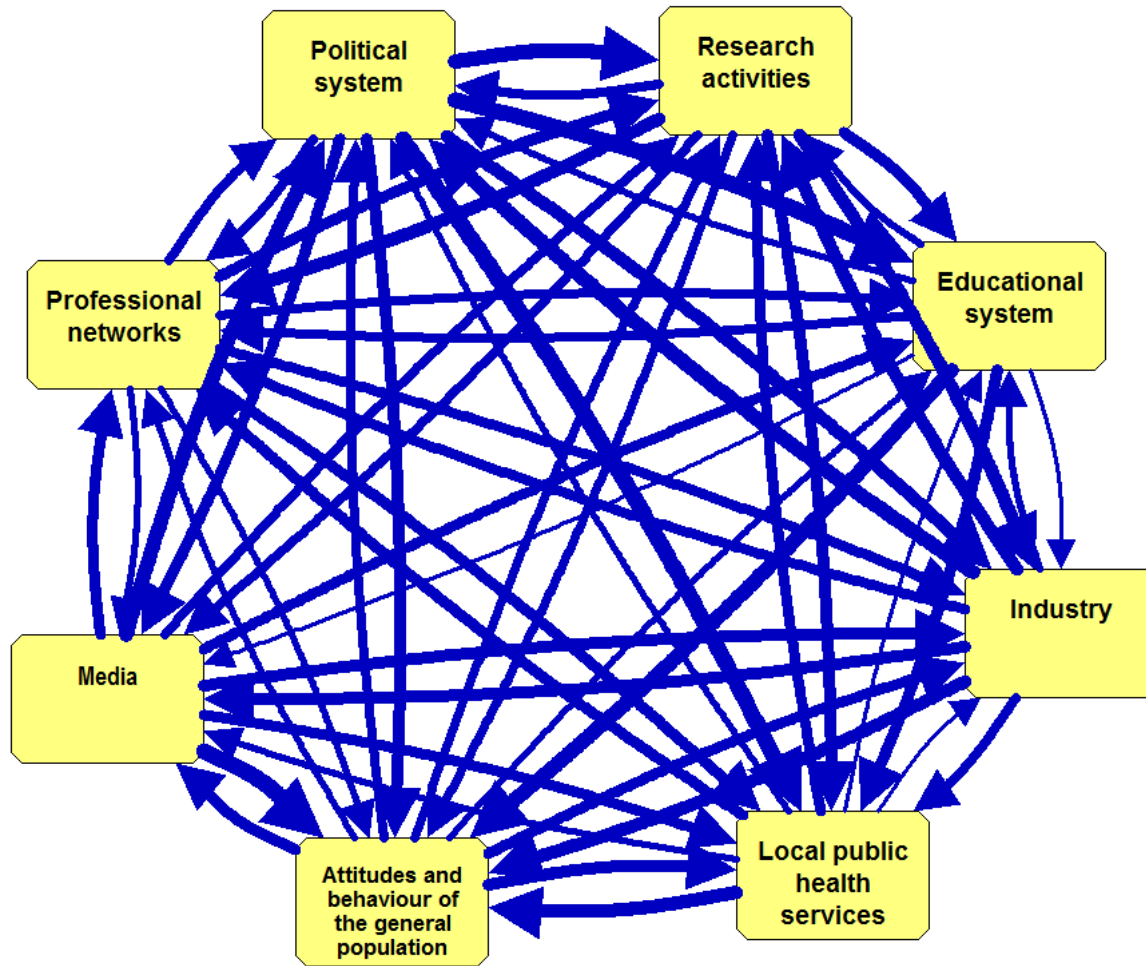 Political
system
Research
activities
Professional
networks
Educational
system
Industry
Media
Attitudes and
behaviour of
the general
population
Local public
health
services